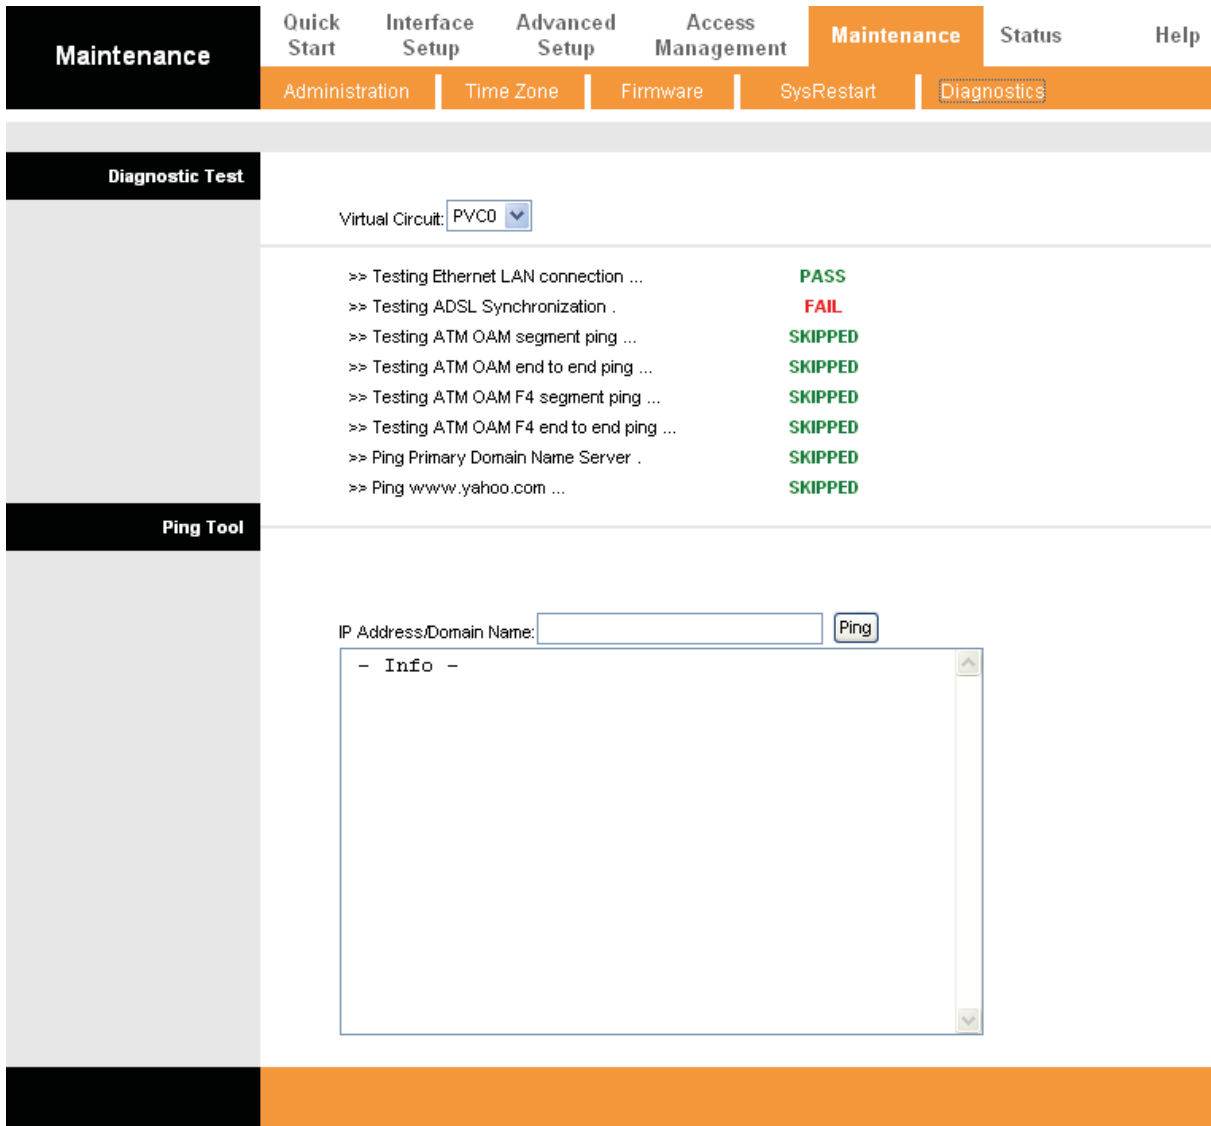 Maintenance
Quick Start
Interface Setup
Advanced Setup
Access Management
Maintenance
Status
Help
Administration
Time Zone
Firmware
SysRestart
Diagnostics
Diagnostic Test
Virtual Circuit: PVC0
>> Testing Ethernet LAN connection ... PASS
>> Testing ADSL Synchronization . FAIL
>> Testing ATM OAM segment ping ... SKIPPED
>> Testing ATM OAM end to end ping ... SKIPPED
>> Testing ATM OAM F4 segment ping ... SKIPPED
>> Testing ATM OAM F4 end to end ping ... SKIPPED
>> Ping Primary Domain Name Server . SKIPPED
>> Ping www.yahoo.com ... SKIPPED
Ping Tool
IP Address/Domain Name: Ping
- Info -